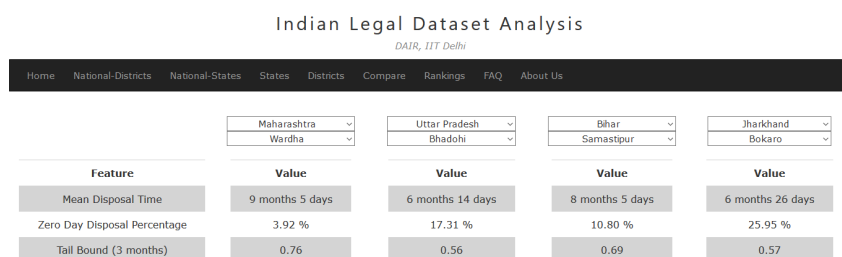 Indian Legal Dataset Analysis
DAIR, IIT Delhi
Home National-Districts National-States States Districts Compare Rankings FAQ About Us
Maharashtra Uttar Pradesh Bihar Jharkhand
Wardha Bhadohi Samastipur Bokaro
Feature Value Value Value Value
Mean Disposal Time 9 months 5 days 6 months 14 days 8 months 5 days 6 months 26 days
Zero Day Disposal Percentage 3.92 % 17.31 % 10.80 % 25.95 %
Tail Bound (3 months) 0.76 0.56 0.69 0.57